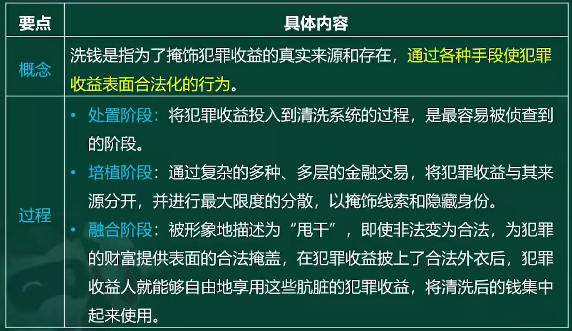 要点 具体内容
概念
洗钱是指为了掩饰犯罪收益的真实来源和存在，通过各种手段使犯罪
收益表面合法化的行为。
过程
• 处置阶段：将犯罪收益投入到清洗系统的过程，是最容易被侦查到
的阶段。
• 培植阶段：通过复杂的多种、多层的金融交易，将犯罪收益与其来
源分开，并进行最大限度的分散，以掩饰线索和隐藏身份。
• 融合阶段：被形象地描述为“甩干”，即使非法变为合法，为犯罪
的财富提供表面的合法掩盖，在犯罪收益披上了合法外衣后，犯罪
收益人就能够自由地享用这些肮脏的犯罪收益，将清洗后的钱集中
起来使用。